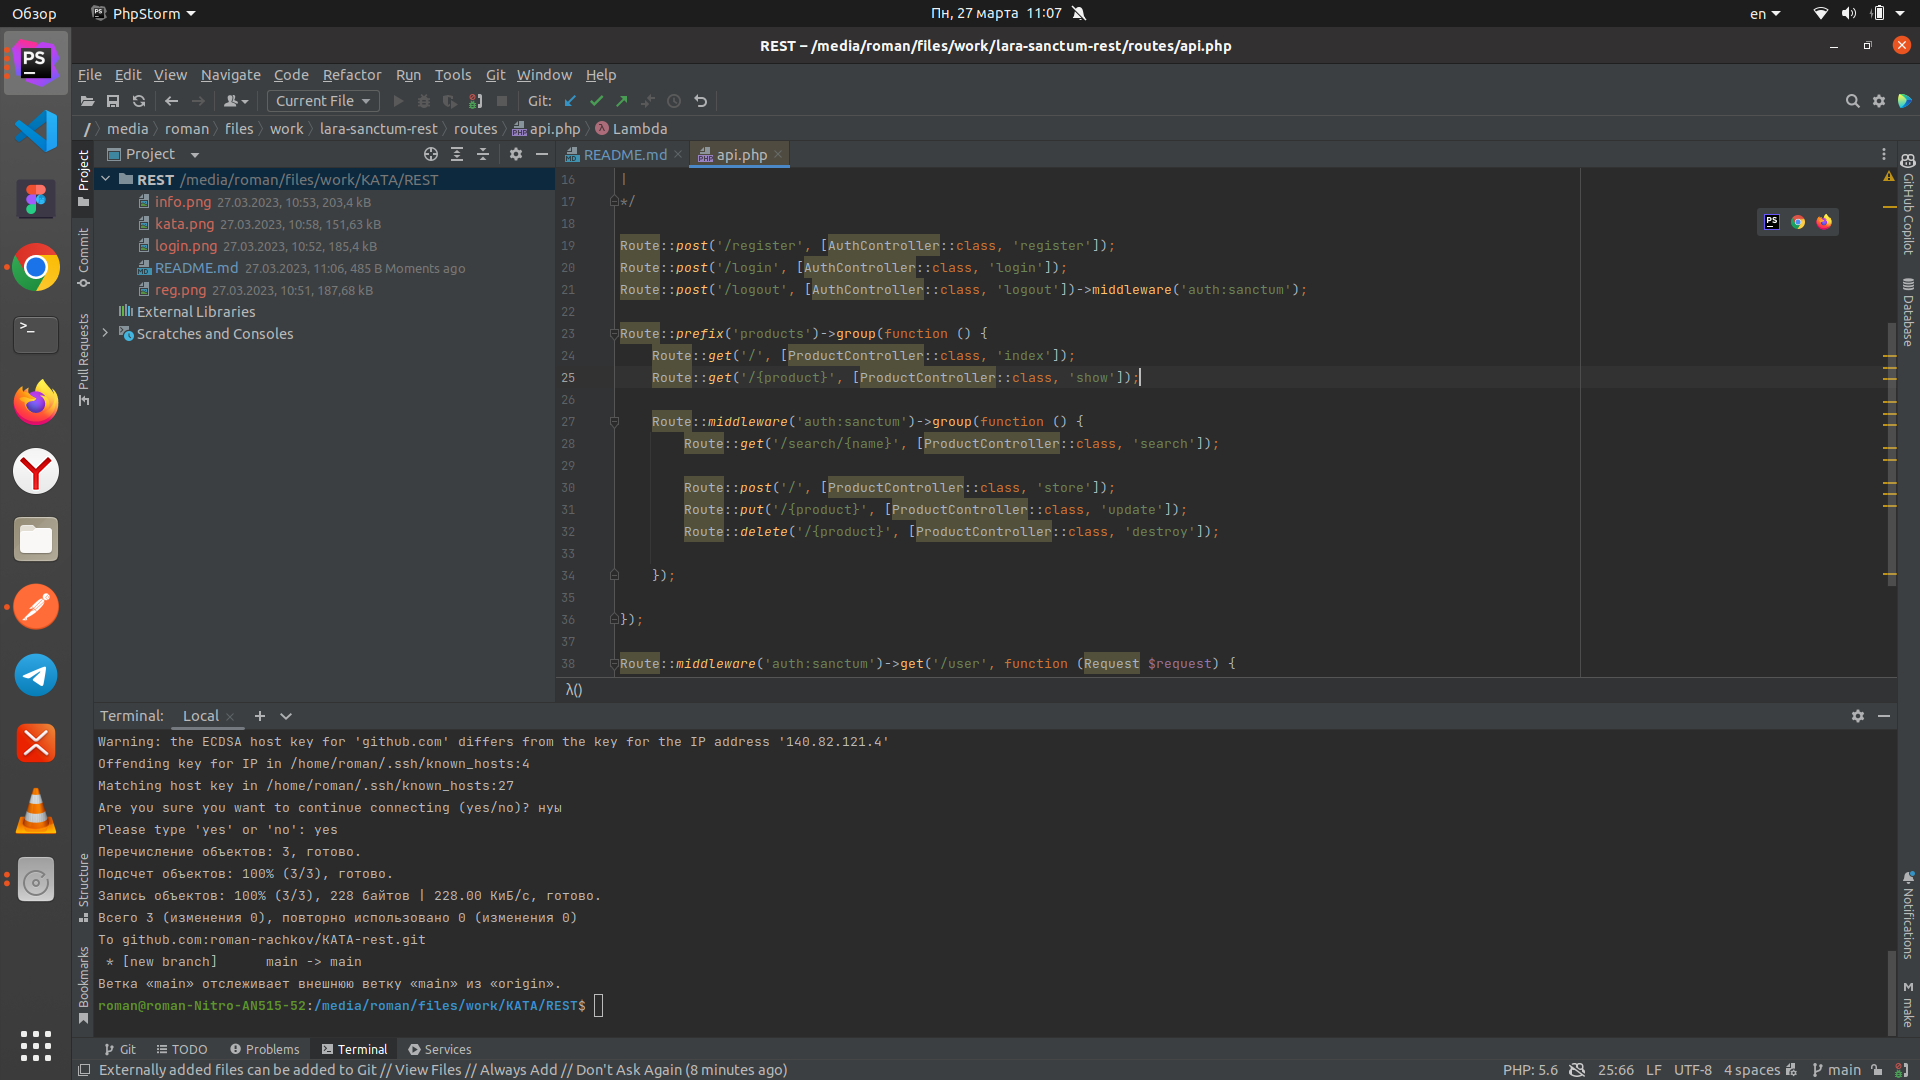 Обзор
PhpStorm
Пн, 27 марта 11:07
en
REST – /media/roman/files/work/lara-sanctum-rest/routes/api.php
File Edit View Navigate Code Refactor Run Tools Git Window Help
Current File
Git:
/ media roman files work lara-sanctum-rest routes api.php Lambda
Project
README.md
api.php
REST /media/roman/files/work/KATA/REST
info.png 27.03.2023, 10:53, 203,4 kB
kata.png 27.03.2023, 10:58, 151,63 kB
login.png 27.03.2023, 10:52, 185,4 kB
README.md 27.03.2023, 11:06, 485 B Moments ago
reg.png 27.03.2023, 10:51, 187,68 kB
External Libraries
Scratches and Consoles
Project
Commit
Pull Requests
Structure
Bookmarks
16 |
17 */
18
19 Route::post('/register', [AuthController::class, 'register']);
20 Route::post('/login', [AuthController::class, 'login']);
21 Route::post('/logout', [AuthController::class, 'logout'])->middleware('auth:sanctum');
22
23 Route::prefix('products')->group(function () {
24 Route::get('/', [ProductController::class, 'index']);
25 Route::get('/{product}', [ProductController::class, 'show']);
26
27 Route::middleware('auth:sanctum')->group(function () {
28 Route::get('/search/{name}', [ProductController::class, 'search']);
29
30 Route::post('/', [ProductController::class, 'store']);
31 Route::put('/{product}', [ProductController::class, 'update']);
32 Route::delete('/{product}', [ProductController::class, 'destroy']);
33
34 });
35
36 });
37
38 Route::middleware('auth:sanctum')->get('/user', function (Request $request) {
λ()
GitHub Copilot
Database
Notifications
make
Terminal: Local
Warning: the ECDSA host key for 'github.com' differs from the key for the IP address '140.82.121.4'
Offending key for IP in /home/roman/.ssh/known_hosts:4
Matching host key in /home/roman/.ssh/known_hosts:27
Are you sure you want to continue connecting (yes/no)? нуы
Please type 'yes' or 'no': yes
Перечисление объектов: 3, готово.
Подсчет объектов: 100% (3/3), готово.
Запись объектов: 100% (3/3), 228 байтов | 228.00 КиБ/с, готово.
Всего 3 (изменения 0), повторно использовано 0 (изменения 0)
To github.com:roman-rachkov/KATA-rest.git
* [new branch] main -> main
Ветка «main» отслеживает внешнюю ветку «main» из «origin».
roman@roman-Nitro-AN515-52:/media/roman/files/work/KATA/REST$
Git TODO Problems Terminal Services
Externally added files can be added to Git // View Files // Always Add // Don't Ask Again (8 minutes ago)
PHP: 5.6 25:66 LF UTF-8 4 spaces main